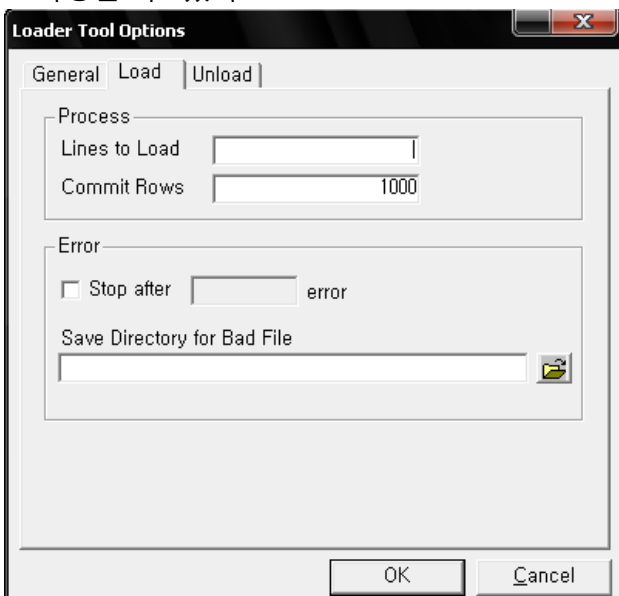 Loader Tool Options
General Load Unload
Process
Lines to Load
Commit Rows 1000
Error
Stop after error
Save Directory for Bad File
OK Cancel